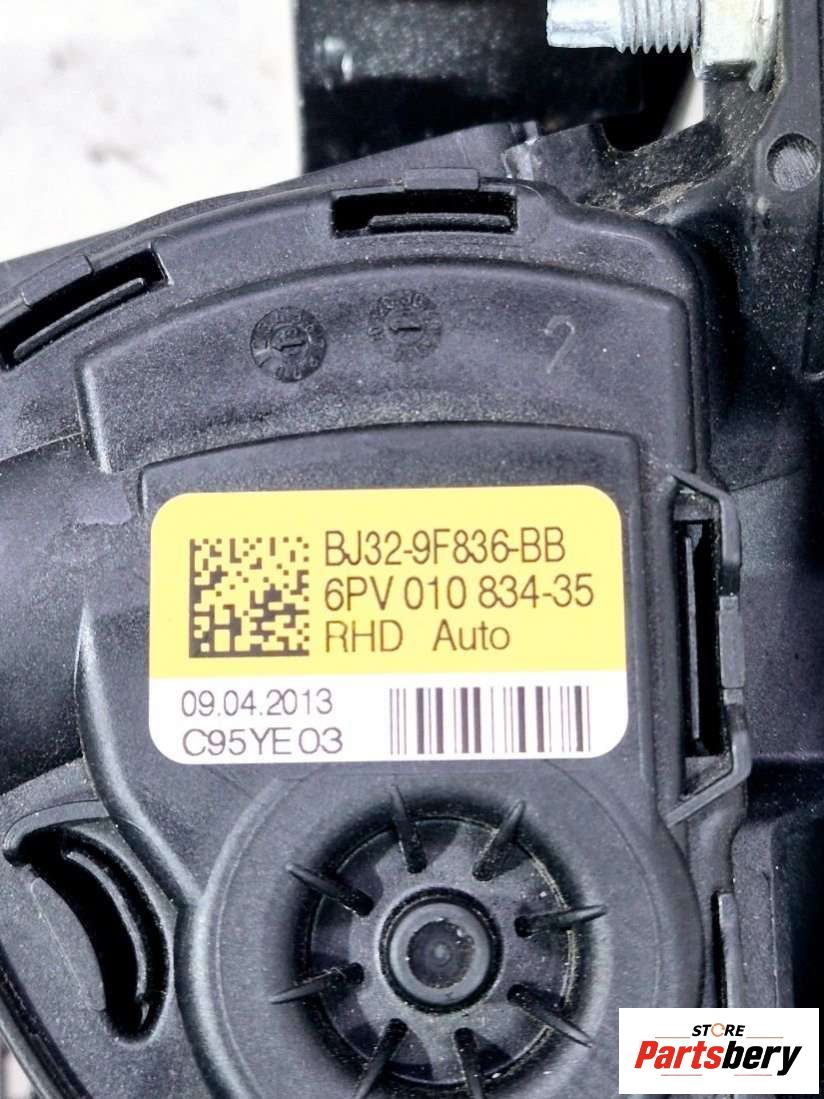 BJ32-9F836-BB
6PV 010 834-35
RHD Auto
09.04.2013
C95YE03
STORE
Partsbery